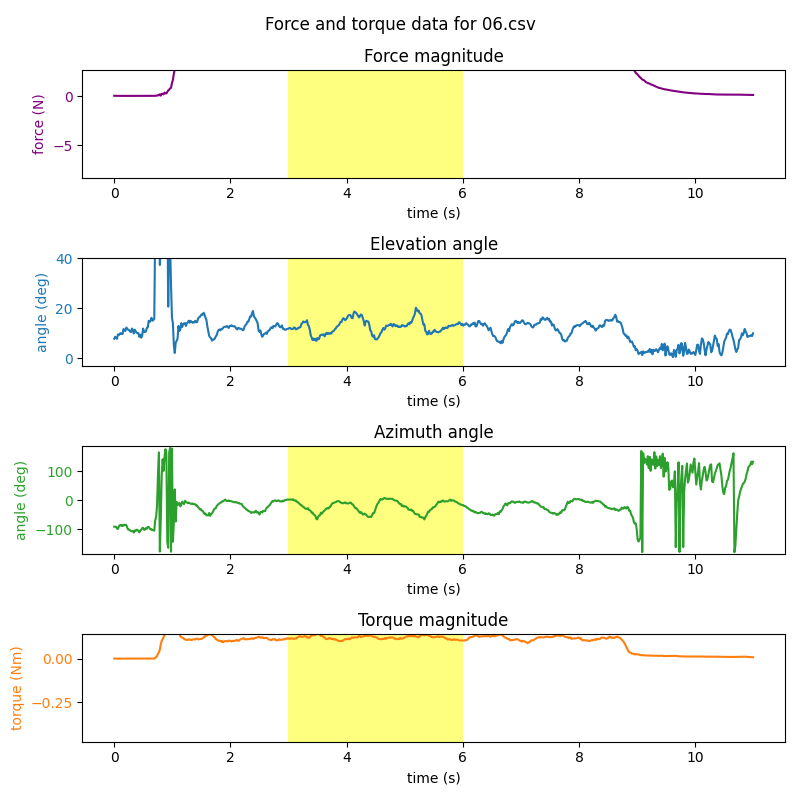 Force and torque data for 06.csv
Force magnitude
force (N)
0
−5
0 2 4 6 8 10
time (s)
Elevation angle
angle (deg)
40
20
0
0 2 4 6 8 10
time (s)
Azimuth angle
angle (deg)
100
0
−100
0 2 4 6 8 10
time (s)
Torque magnitude
torque (Nm)
0.00
−0.25
0 2 4 6 8 10
time (s)